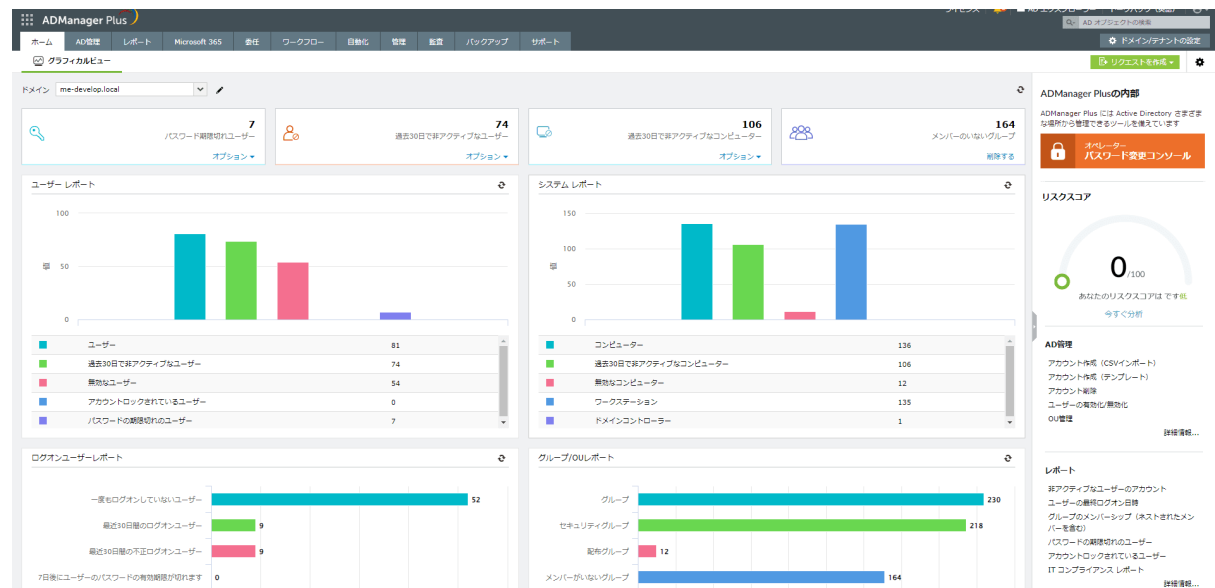 ライセンス
ADManager Plus
AD オブジェクトの検索
ホーム AD管理 レポート Microsoft 365 委任 ワークフロー 自動化 管理 監査 バックアップ サポート
ドメイン/テナントの設定
グラフィカルビュー
リクエストを作成
ドメイン me-develop.local
7
パスワード期限切れユーザー
オプション
74
過去30日で非アクティブなユーザー
オプション
106
過去30日で非アクティブなコンピューター
オプション
164
メンバーのいないグループ
削除する
ユーザー レポート
100
50
0
ユーザー 81
過去30日で非アクティブなユーザー 74
無効なユーザー 54
アカウントロックされているユーザー 0
パスワードの期限切れのユーザー 7
システム レポート
150
100
50
0
コンピューター 136
過去30日で非アクティブなコンピューター 106
無効なコンピューター 12
ワークステーション 135
ドメインコントローラー 1
ログオンユーザーレポート
一度もログオンしていないユーザー 52
最近30日間のログオンユーザー 9
最近30日間の不正ログオンユーザー 9
7日後にユーザーのパスワードの有効期限が切れます 0
グループ/OUレポート
グループ 230
セキュリティグループ 218
配布グループ 12
メンバーがいないグループ 164
ADManager Plusの内部
ADManager Plus には Active Directory さまざま
な場所から管理できるツールを備えています
オペレーター
パスワード変更コンソール
リスクスコア
0/100
あなたのリスクスコアは です低
今すぐ分析
AD管理
アカウント作成（CSVインポート）
アカウント作成（テンプレート）
アカウント削除
ユーザーの有効化/無効化
OU管理
詳細情報...
レポート
非アクティブなユーザーのアカウント
ユーザーの最終ログオン日時
グループのメンバーシップ（ネストされたメン
バーを含む）
パスワードの期限切れのユーザー
アカウントロックされているユーザー
IT コンプライアンス レポート
詳細情報...